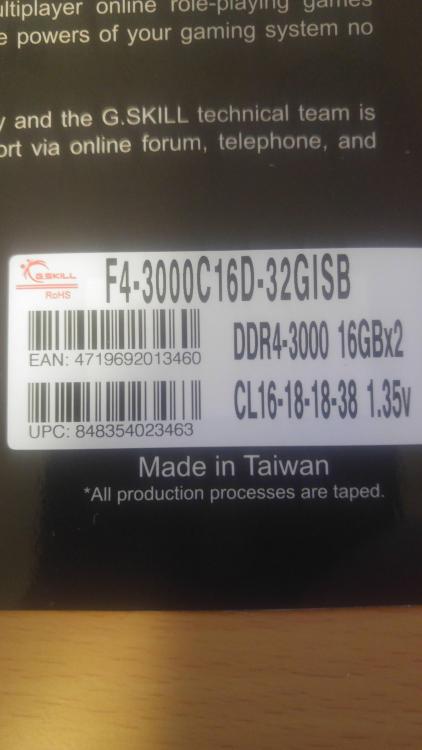 ultiplayer online role-playing games
e powers of your gaming system no
y and the G.SKILL technical team is
ort via online forum, telephone, and
G.SKILL
RoHS
F4-3000C16D-32GISB
EAN: 4719692013460
DDR4-3000 16GBx2
UPC: 848354023463
CL16-18-18-38 1.35v
Made in Taiwan
*All production processes are taped.